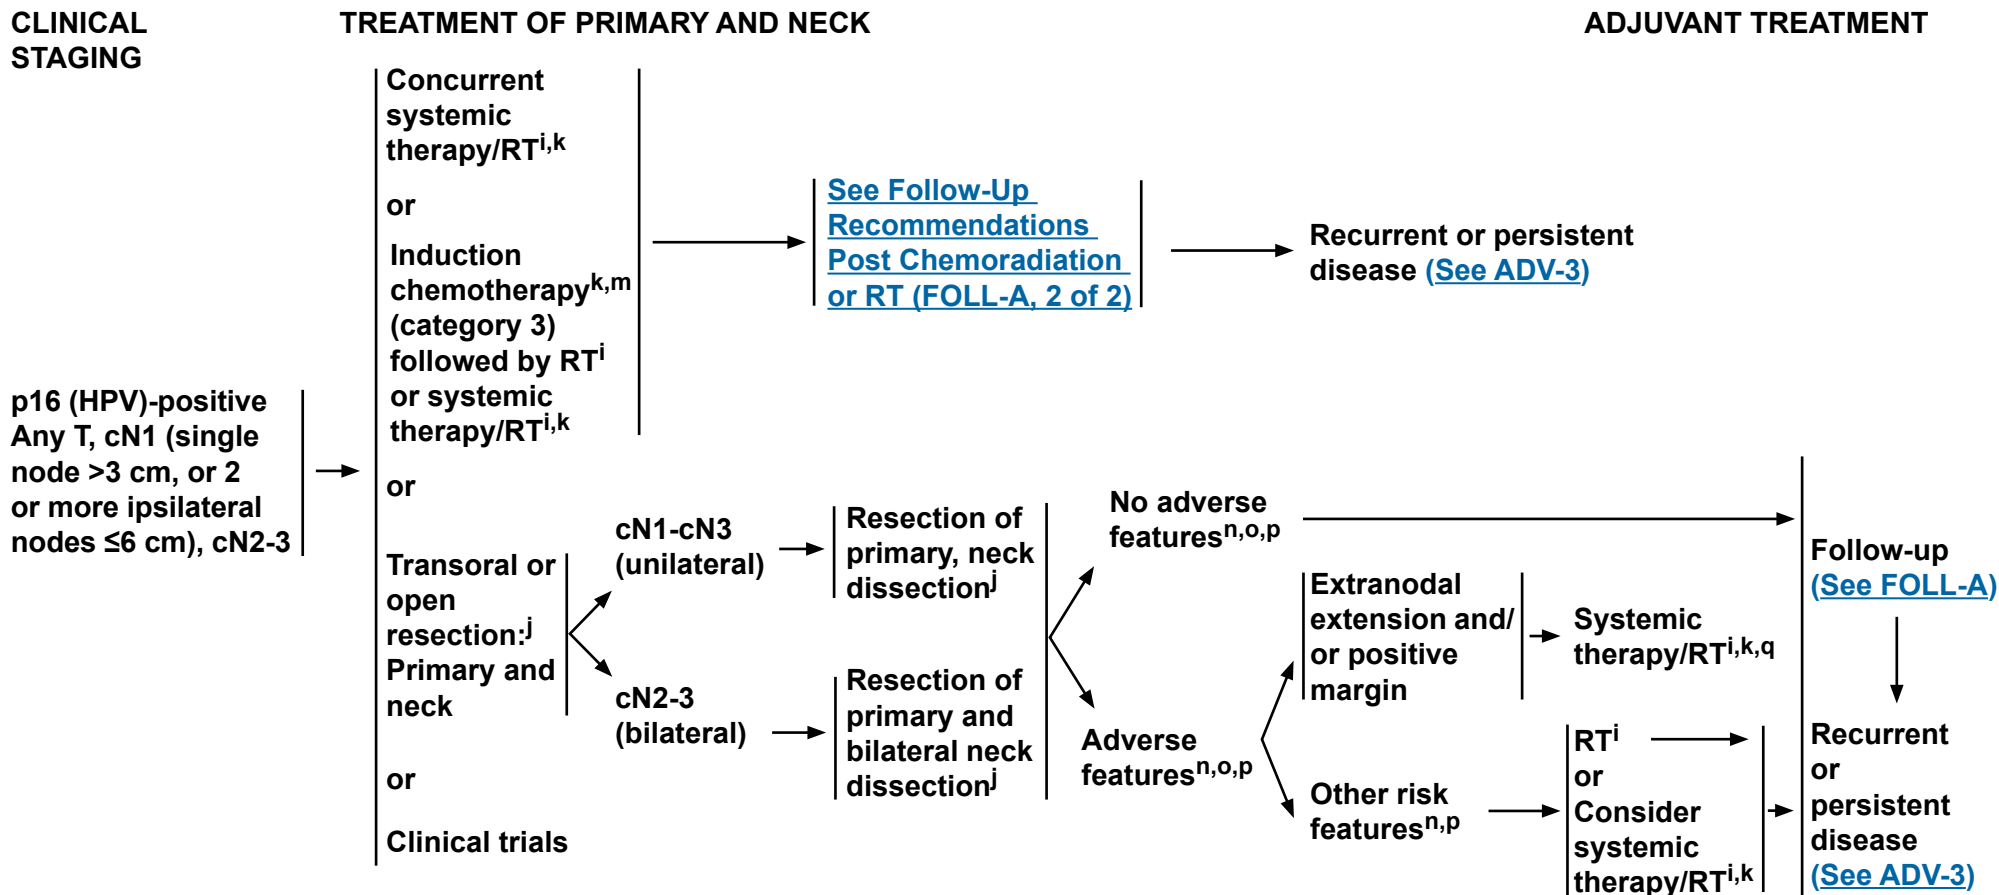 CLINICAL
STAGING
TREATMENT OF PRIMARY AND NECK
ADJUVANT TREATMENT
p16 (HPV)-positive
Any T, cN1 (single
node >3 cm, or 2
or more ipsilateral
nodes ≤6 cm), cN2-3
Concurrent
systemic
therapy/RTi,k
or
Induction
chemotherapyk,m
(category 3)
followed by RTi
or systemic
therapy/RTi,k
or
Transoral or
open
resection:j
Primary and
neck
or
Clinical trials
See Follow-Up
Recommendations
Post Chemoradiation
or RT (FOLL-A, 2 of 2)
Recurrent or persistent
disease (See ADV-3)
cN1-cN3
(unilateral)
cN2-3
(bilateral)
Resection of
primary, neck
dissectionj
Resection of
primary and
bilateral neck
dissectionj
No adverse
featuresn,o,p
Adverse
featuresn,o,p
Extranodal
extension and/
or positive
margin
Other risk
featuresn,p
Systemic
therapy/RTi,k,q
RTi
or
Consider
systemic
therapy/RTi,k
Follow-up
(See FOLL-A)
Recurrent
or
persistent
disease
(See ADV-3)